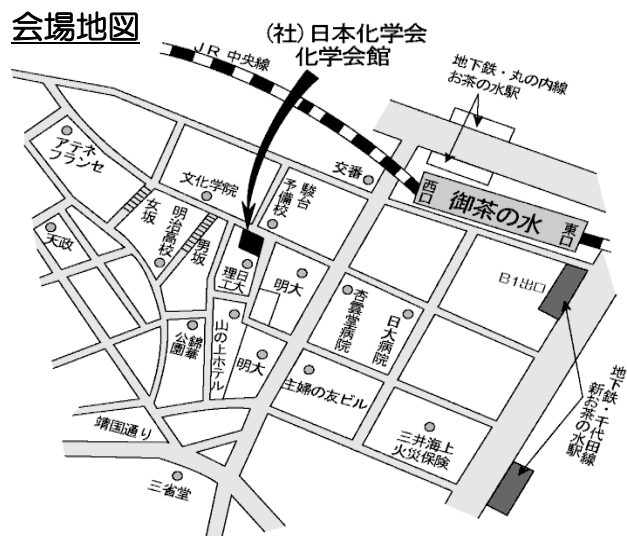 会場地図
(社)日本化学会
化学会館
JR 中央線
地下鉄・丸の内線
お茶の水駅
アテネ
フランセ
文化学院
駿台
予備校
交番
西口
御茶の水
東口
女坂
明治高校
男坂
天政
日大
理工
明大
B1出口
杏雲堂病院
日大病院
錦華
公園
山の上ホテル
明大
主婦の友ビル
地下鉄・千代田線
新お茶の水駅
靖国通り
三井海上
火災保険
三省堂